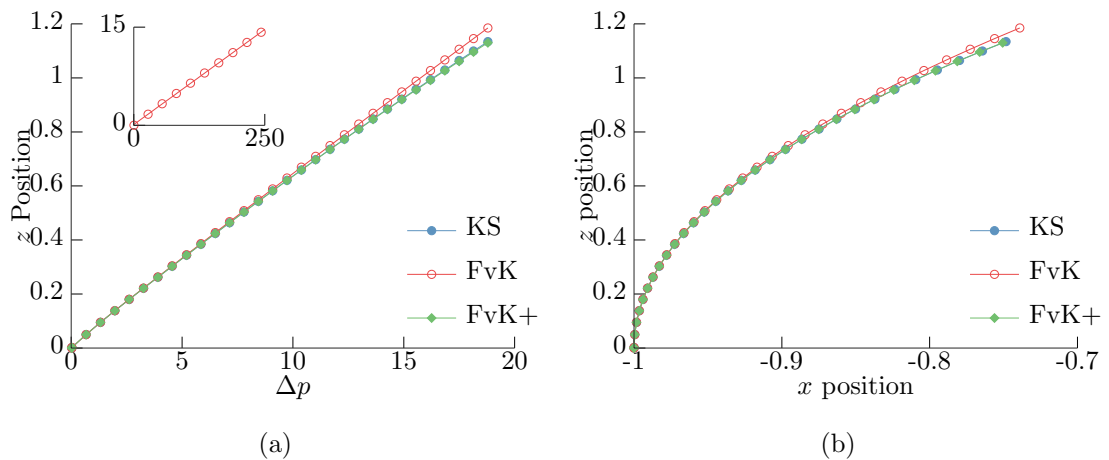 z Position
1.2
1
0.8
0.6
0.4
0.2
0
15
0
0
250
KS
FvK
FvK+
0
5
10
15
20
Δp
(a)
z position
1.2
1
0.8
0.6
0.4
0.2
0
KS
FvK
FvK+
-1
-0.9
-0.8
-0.7
x position
(b)